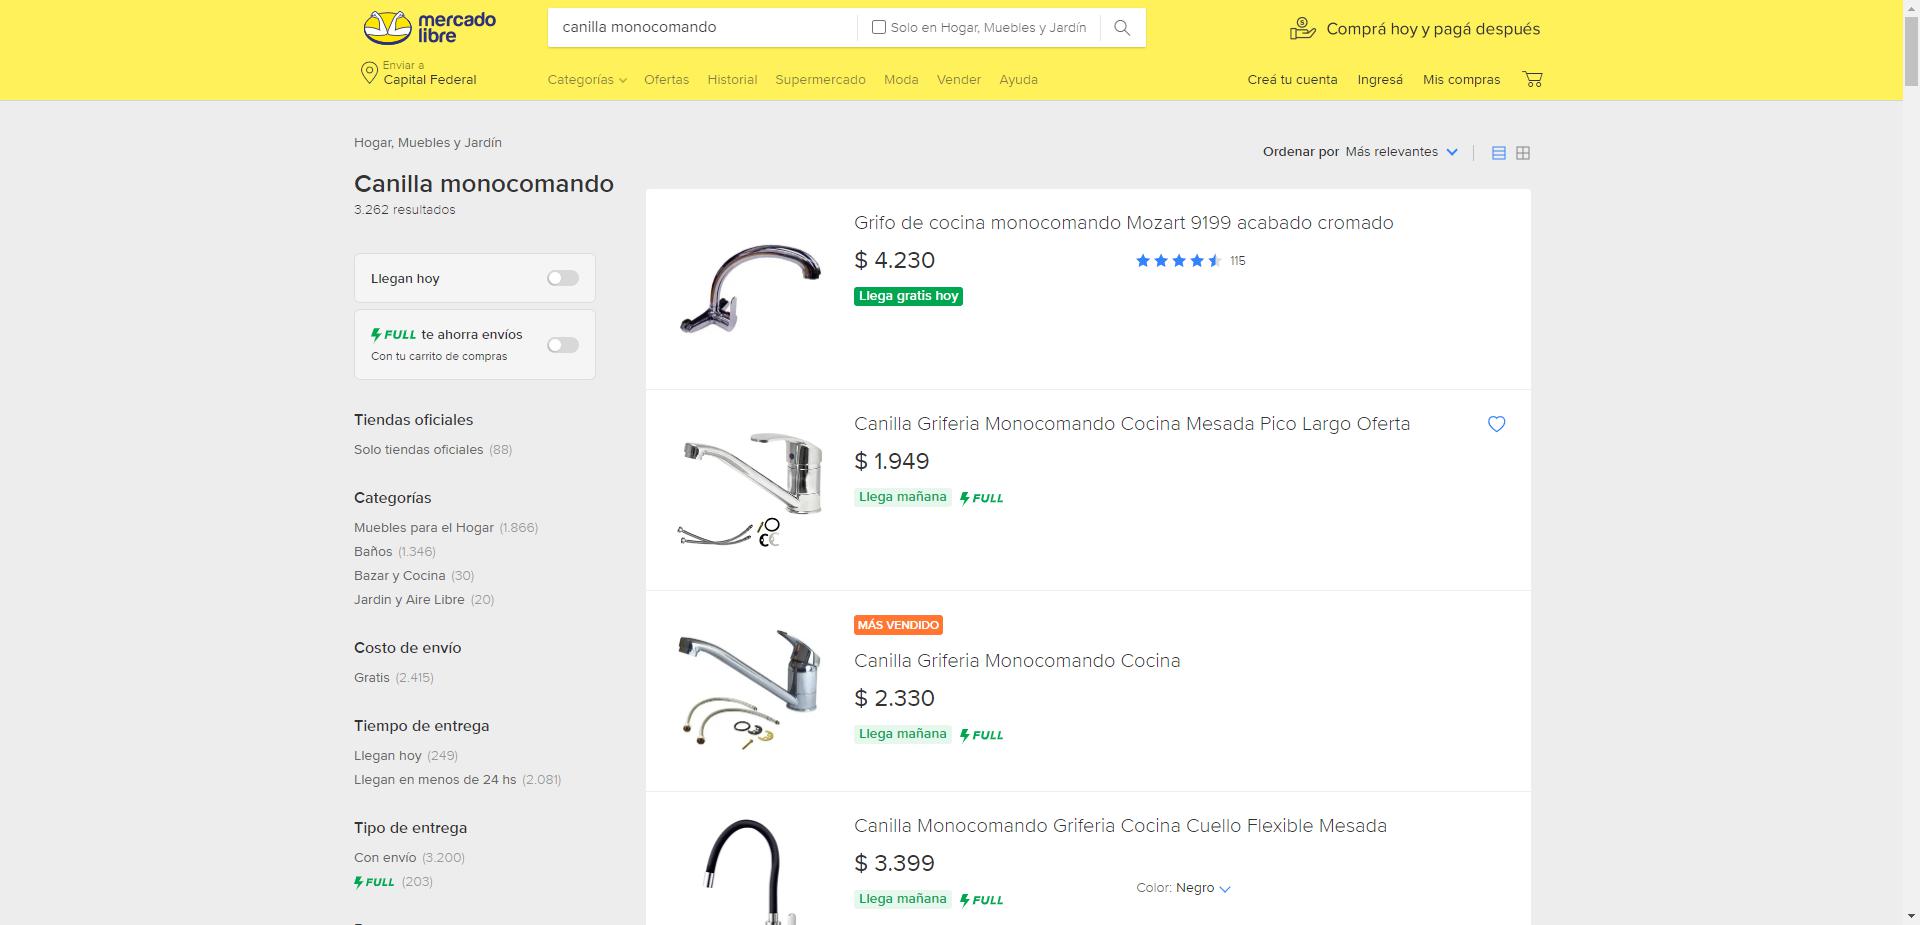 mercado
libre
canilla monocomando
Solo en Hogar, Muebles y Jardín
Comprá hoy y pagá después
Enviar a
Capital Federal
Categorías
Ofertas
Historial
Supermercado
Moda
Vender
Ayuda
Creá tu cuenta
Ingresá
Mis compras
Hogar, Muebles y Jardín
Canilla monocomando
3.262 resultados
Ordenar por Más relevantes
Llegan hoy
FULL te ahorra envíos
Con tu carrito de compras
Tiendas oficiales
Solo tiendas oficiales (88)
Categorías
Muebles para el Hogar (1.866)
Baños (1.346)
Bazar y Cocina (30)
Jardin y Aire Libre (20)
Costo de envío
Gratis (2.415)
Tiempo de entrega
Llegan hoy (249)
Llegan en menos de 24 hs (2.081)
Tipo de entrega
Con envío (3.200)
FULL (203)
Grifo de cocina monocomando Mozart 9199 acabado cromado
$ 4.230
115
Llega gratis hoy
Canilla Griferia Monocomando Cocina Mesada Pico Largo Oferta
$ 1.949
Llega mañana FULL
MÁS VENDIDO
Canilla Griferia Monocomando Cocina
$ 2.330
Llega mañana FULL
Canilla Monocomando Griferia Cocina Cuello Flexible Mesada
$ 3.399
Color: Negro
Llega mañana FULL